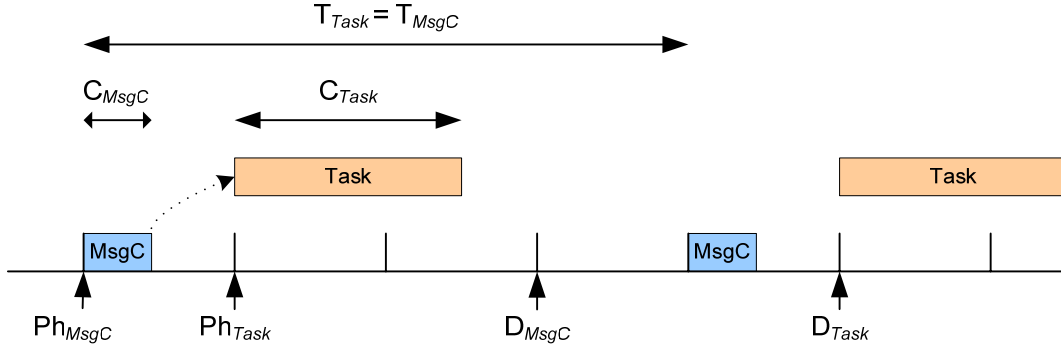 T_Task = T_MsgC
C_MsgC
C_Task
Task
Task
MsgC
MsgC
Ph_MsgC
Ph_Task
D_MsgC
D_Task